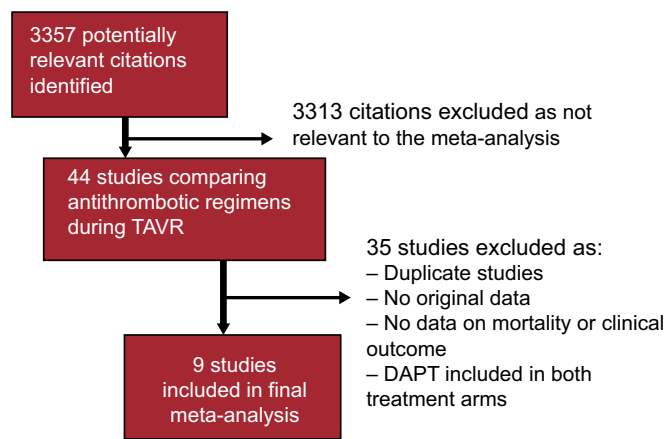 3357 potentially
relevant citations
identified
3313 citations excluded as not
relevant to the meta-analysis
44 studies comparing
antithrombotic regimens
during TAVR
35 studies excluded as:
– Duplicate studies
– No original data
– No data on mortality or clinical
outcome
– DAPT included in both
treatment arms
9 studies
included in final
meta-analysis